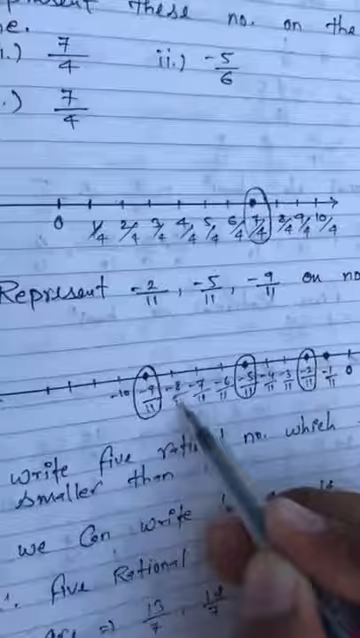 these no. on the
e.
i.) 7/4 ii.) -5/6
.) 7/4
0 1/4 2/4 3/4 4/4 5/4 6/4 7/4 8/4 9/4 10/4
Represent -2/11, -5/11, -9/11 on no
-10 -9/11 -8/11 -7/11 -6/11 -5/11 -4/11 -3/11 -2/11 -1/11 0
Write five no. which
smaller than
we can write
∴ five Rational
are => 13/7,